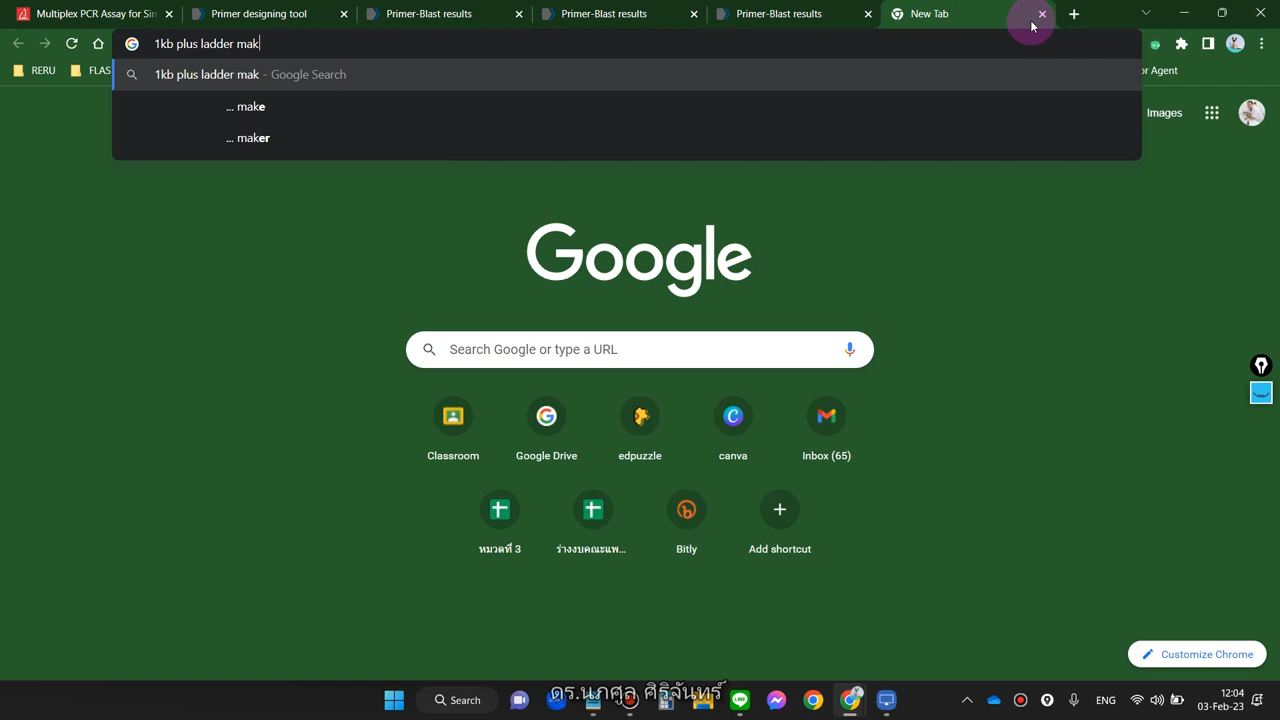 Multiplex PCR Assay for Sin
Primer designing tool
Primer-Blast results
Primer-Blast results
Primer-Blast results
New Tab
1kb plus ladder mak
RERU
FLAS
or Agent
1kb plus ladder mak - Google Search
... make
... maker
Images
Google
Search Google or type a URL
Classroom
Google Drive
edpuzzle
canva
Inbox (65)
หมวดที่ 3
ร่างงบคณะแพ...
Bitly
Add shortcut
Customize Chrome
ดร.นภศูล ศิริจันทร์
Search
ENG
12:04
03-Feb-23